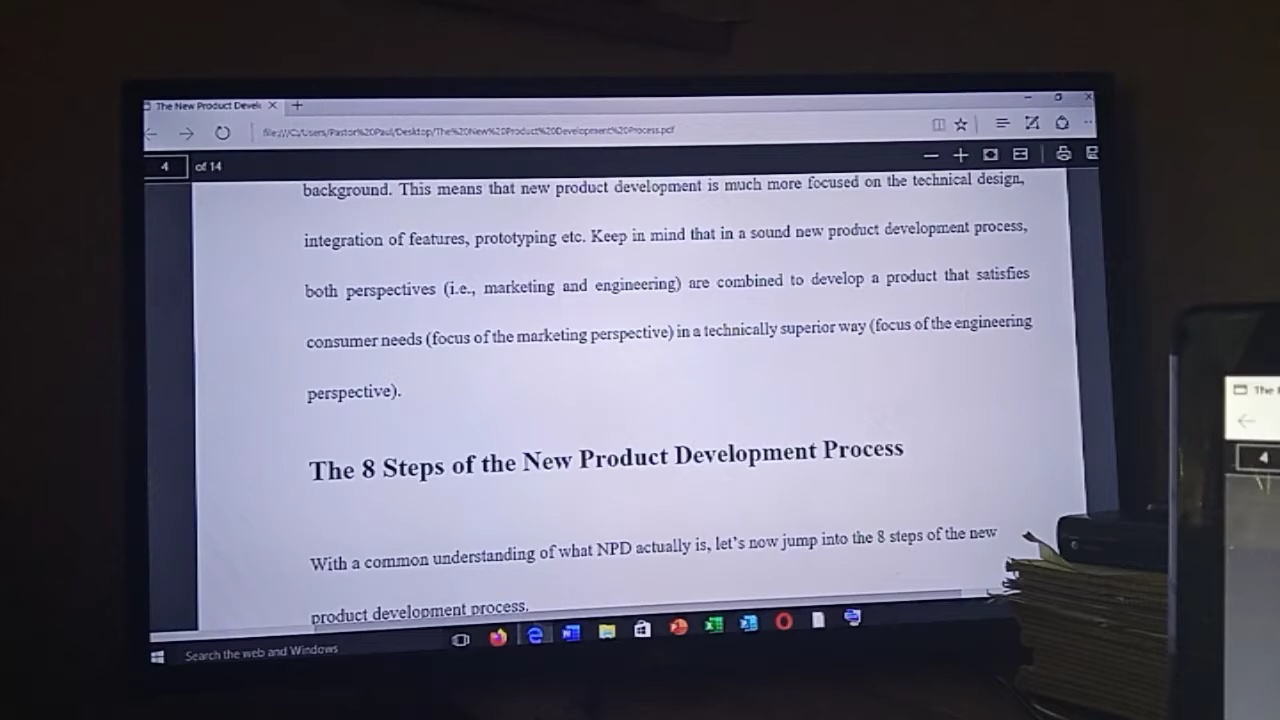 The New Product Devel
file:///C:/Users/Pastor%20Paul/Desktop/The%20New%20Product%20Development%20Process.pdf
4 of 14
background. This means that new product development is much more focused on the technical design,
integration of features, prototyping etc. Keep in mind that in a sound new product development process,
both perspectives (i.e., marketing and engineering) are combined to develop a product that satisfies
consumer needs (focus of the marketing perspective) in a technically superior way (focus of the engineering
perspective).
The 8 Steps of the New Product Development Process
With a common understanding of what NPD actually is, let's now jump into the 8 steps of the new
product development process.
Search the web and Windows
The
4